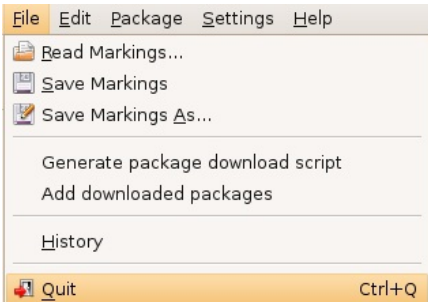 File Edit Package Settings Help
Read Markings...
Save Markings
Save Markings As...
Generate package download script
Add downloaded packages
History
Quit Ctrl+Q